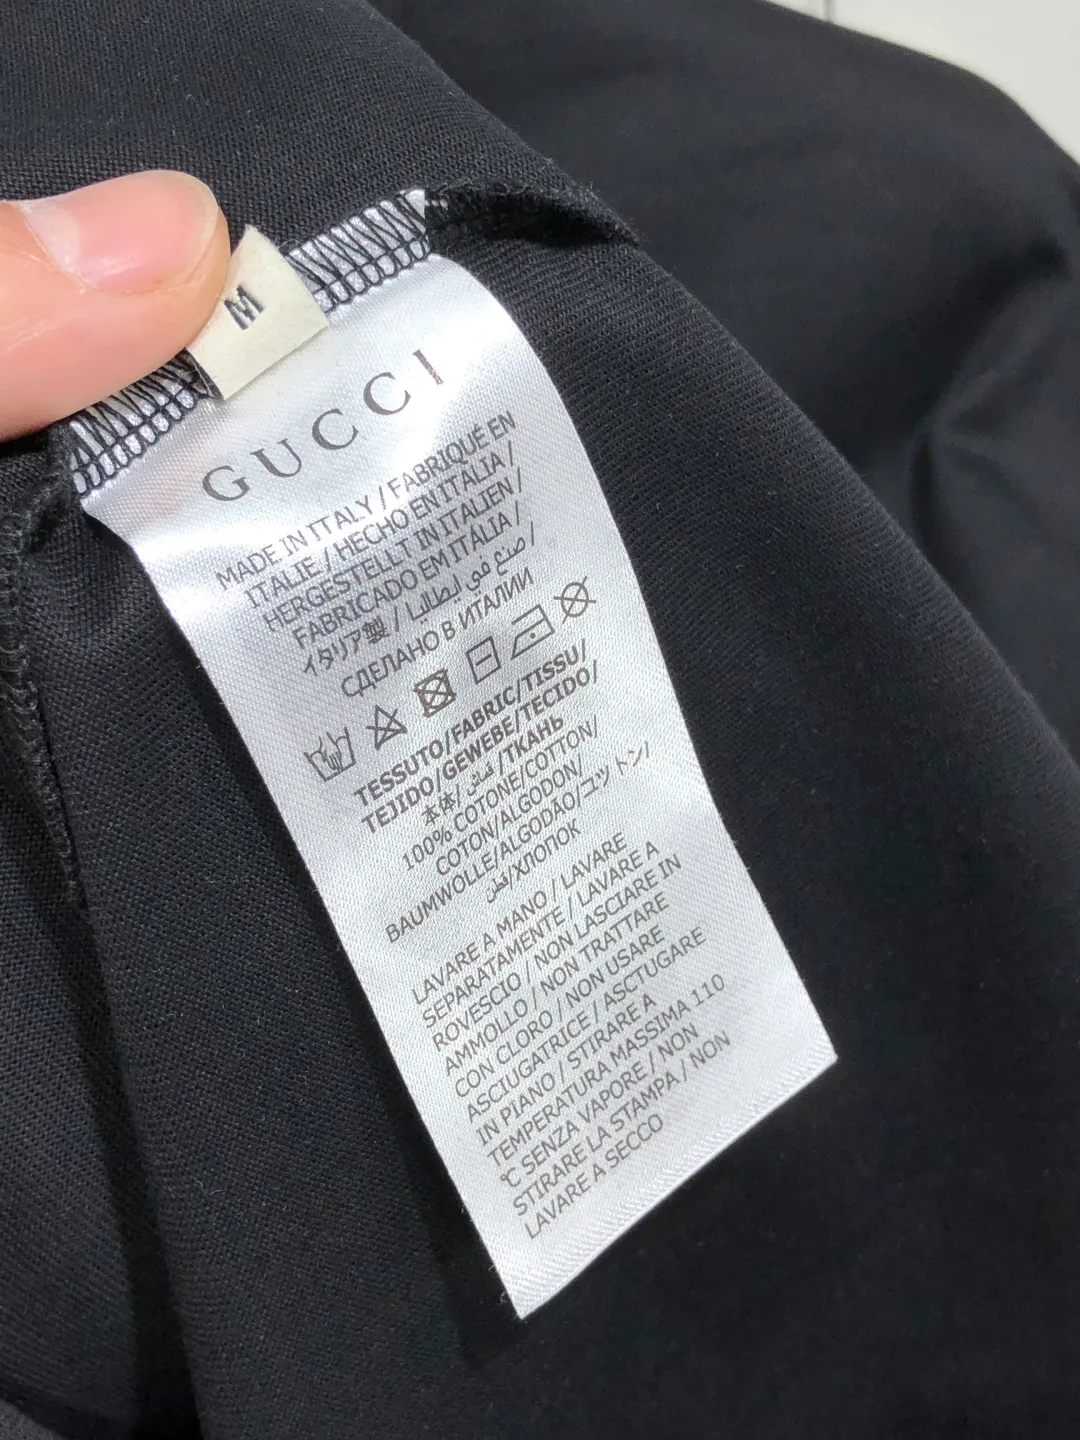 M
GUCCI
MADE IN ITALY / FABRIQUÉ EN
ITALIE / HECHO EN ITALIA /
HERGESTELLT IN ITALIEN /
FABRICADO EM ITÁLIA /
イタリア製 / صنع في ايطاليا /
СДЕЛАНО В ИТАЛИИ
TESSUTO/FABRIC/TISSU/
TEJIDO/GEWEBE/TECIDO/
本体/ قماش /ТКАНЬ
100% COTONE/COTTON/
COTON/ALGODON/
BAUMWOLLE/ALGODÃO/コットン/
قطن/ХЛОПОК
LAVARE A MANO / LAVARE
SEPARATAMENTE / LAVARE A
ROVESCIO / NON LASCIARE IN
AMMOLLO / NON TRATTARE
CON CLORO / NON USARE
ASCIUGATRICE / ASCTUGARE
IN PIANO / STIRARE A
TEMPERATURA MASSIMA 110
℃ SENZA VAPORE / NON
STIRARE LA STAMPA / NON
LAVARE A SECCO